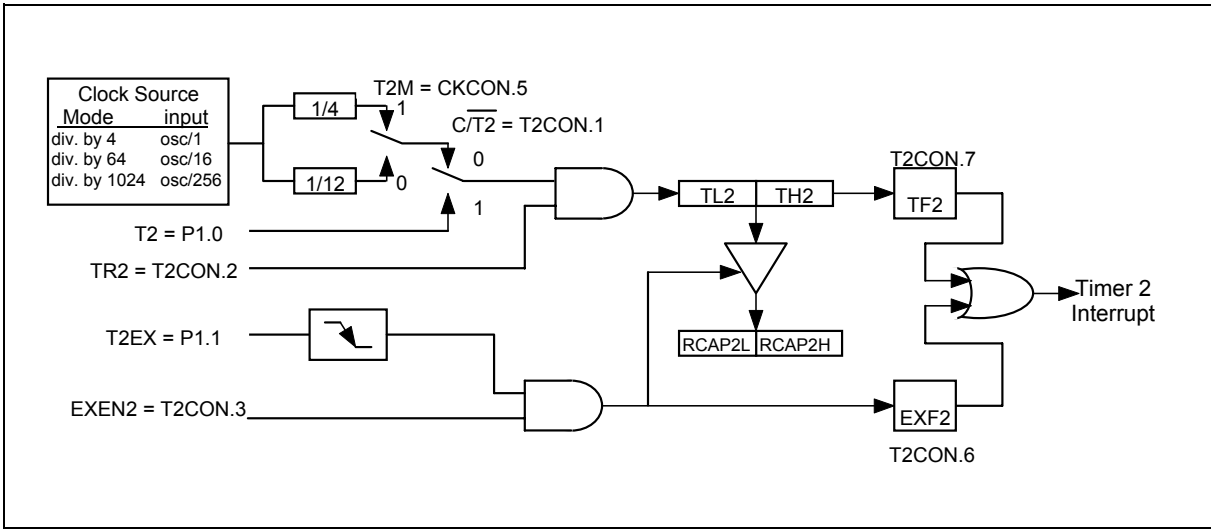 Clock Source
Mode input
div. by 4 osc/1
div. by 64 osc/16
div. by 1024 osc/256
1/4
1/12
T2M = CKCON.5
1
0
C/T2 = T2CON.1
0
1
T2 = P1.0
TR2 = T2CON.2
TL2 TH2
T2CON.7
TF2
Timer 2
Interrupt
T2EX = P1.1
RCAP2L RCAP2H
EXEN2 = T2CON.3
EXF2
T2CON.6